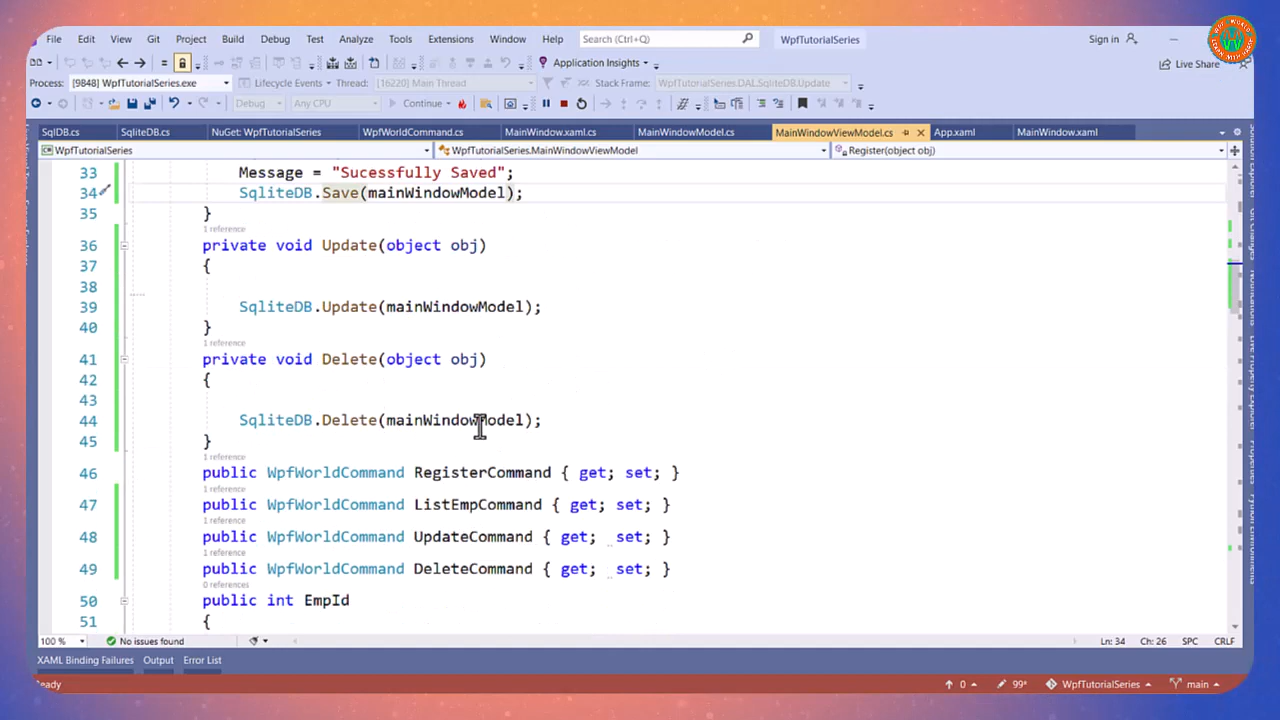 File Edit View Git Project Build Debug Test Analyze Tools Extensions Window Help Search (Ctrl+Q) WpfTutorialSeries Sign in
Application Insights Live Share
Process: [9848] WpfTutorialSeries.exe Lifecycle Events Thread: [16220] Main Thread Stack Frame: WpfTutorialSeries.DAL.SqliteDB.Update
Debug Any CPU Continue
SqlDB.cs SqliteDB.cs NuGet: WpfTutorialSeries WpfWorldCommand.cs MainWindow.xaml.cs MainWindowModel.cs MainWindowViewModel.cs App.xaml MainWindow.xaml
WpfTutorialSeries WpfTutorialSeries.MainWindowViewModel Register(object obj)
33 Message = "Sucessfully Saved";
34 SqliteDB.Save(mainWindowModel);
35 }
1 reference
36 private void Update(object obj)
37 {
38
39 SqliteDB.Update(mainWindowModel);
40 }
1 reference
41 private void Delete(object obj)
42 {
43
44 SqliteDB.Delete(mainWindowModel);
45 }
1 reference
46 public WpfWorldCommand RegisterCommand { get; set; }
1 reference
47 public WpfWorldCommand ListEmpCommand { get; set; }
1 reference
48 public WpfWorldCommand UpdateCommand { get; set; }
1 reference
49 public WpfWorldCommand DeleteCommand { get; set; }
0 references
50 public int EmpId
51 {
100 % No issues found Ln: 34 Ch: 26 SPC CRLF
XAML Binding Failures Output Error List
eady 0 99+ WpfTutorialSeries main